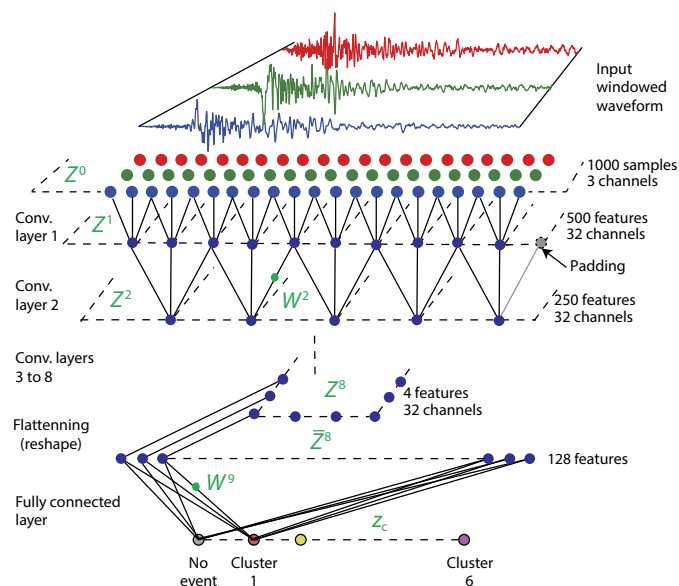 Input
windowed
waveform
Z⁰
1000 samples
3 channels
Conv.
layer 1
Z¹
500 features
32 channels
Padding
Conv.
layer 2
Z²
W²
250 features
32 channels
Conv. layers
3 to 8
Z⁸
4 features
32 channels
Flattenning
(reshape)
Z̅⁸
128 features
W⁹
Fully connected
layer
z_c
No
event
Cluster
1
Cluster
6